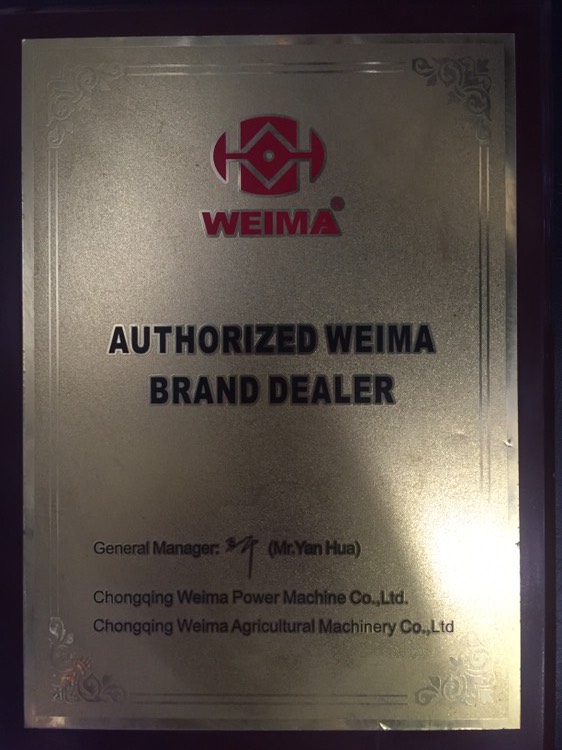 WEIMA®
AUTHORIZED WEIMA
BRAND DEALER
General Manager: (Mr.Yan Hua)
Chongqing Weima Power Machine Co.,Ltd.
Chongqing Weima Agricultural Machinery Co.,Ltd